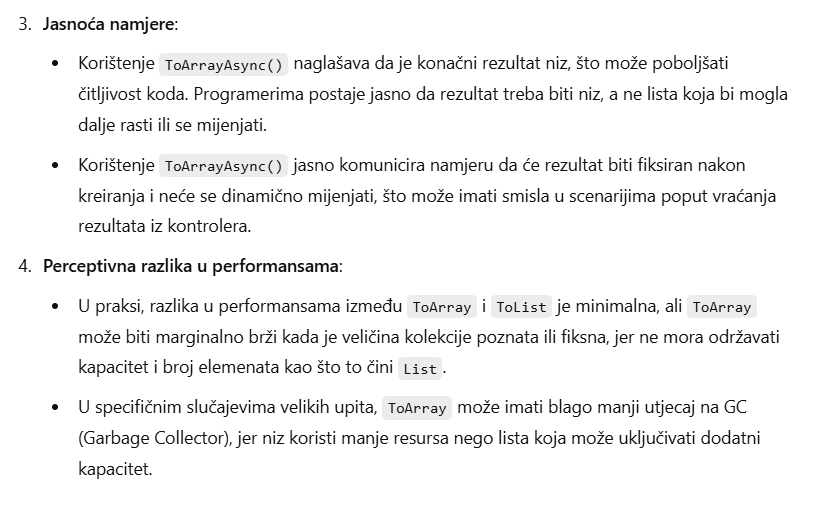 3. Jasnoća namjere:
• Korištenje ToArrayAsync() naglašava da je konačni rezultat niz, što može poboljšati
čitljivost koda. Programerima postaje jasno da rezultat treba biti niz, a ne lista koja bi mogla
dalje rasti ili se mijenjati.
• Korištenje ToArrayAsync() jasno komunicira namjeru da će rezultat biti fiksiran nakon
kreiranja i neće se dinamično mijenjati, što može imati smisla u scenarijima poput vraćanja
rezultata iz kontrolera.
4. Perceptivna razlika u performansama:
• U praksi, razlika u performansama između ToArray i ToList je minimalna, ali ToArray
može biti marginalno brži kada je veličina kolekcije poznata ili fiksna, jer ne mora održavati
kapacitet i broj elemenata kao što to čini List.
• U specifičnim slučajevima velikih upita, ToArray može imati blago manji utjecaj na GC
(Garbage Collector), jer niz koristi manje resursa nego lista koja može uključivati dodatni
kapacitet.